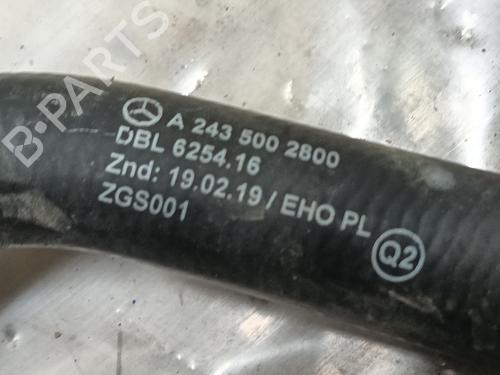 A 243 500 2800
DBL 6254,16
Znd: 19.02.19 / EHO PL
ZGS001
Q2
B-PARTS